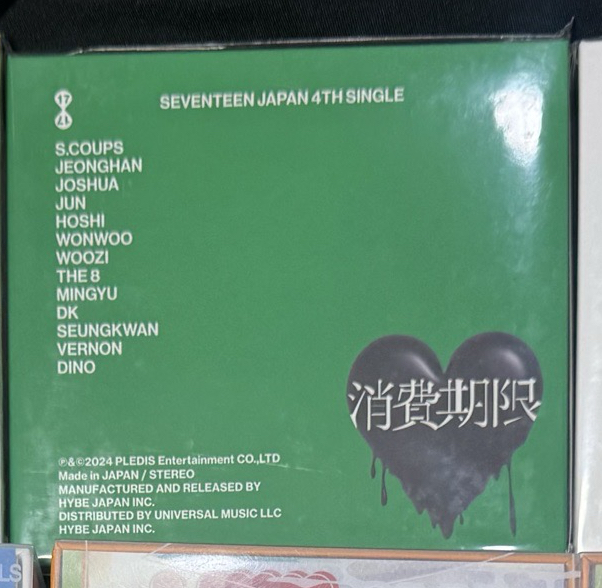 17
SEVENTEEN JAPAN 4TH SINGLE
S.COUPS
JEONGHAN
JOSHUA
JUN
HOSHI
WONWOO
WOOZI
THE 8
MINGYU
DK
SEUNGKWAN
VERNON
DINO
消費期限
℗&©2024 PLEDIS Entertainment CO.,LTD
Made in JAPAN / STEREO
MANUFACTURED AND RELEASED BY
HYBE JAPAN INC.
DISTRIBUTED BY UNIVERSAL MUSIC LLC
HYBE JAPAN INC.
LS